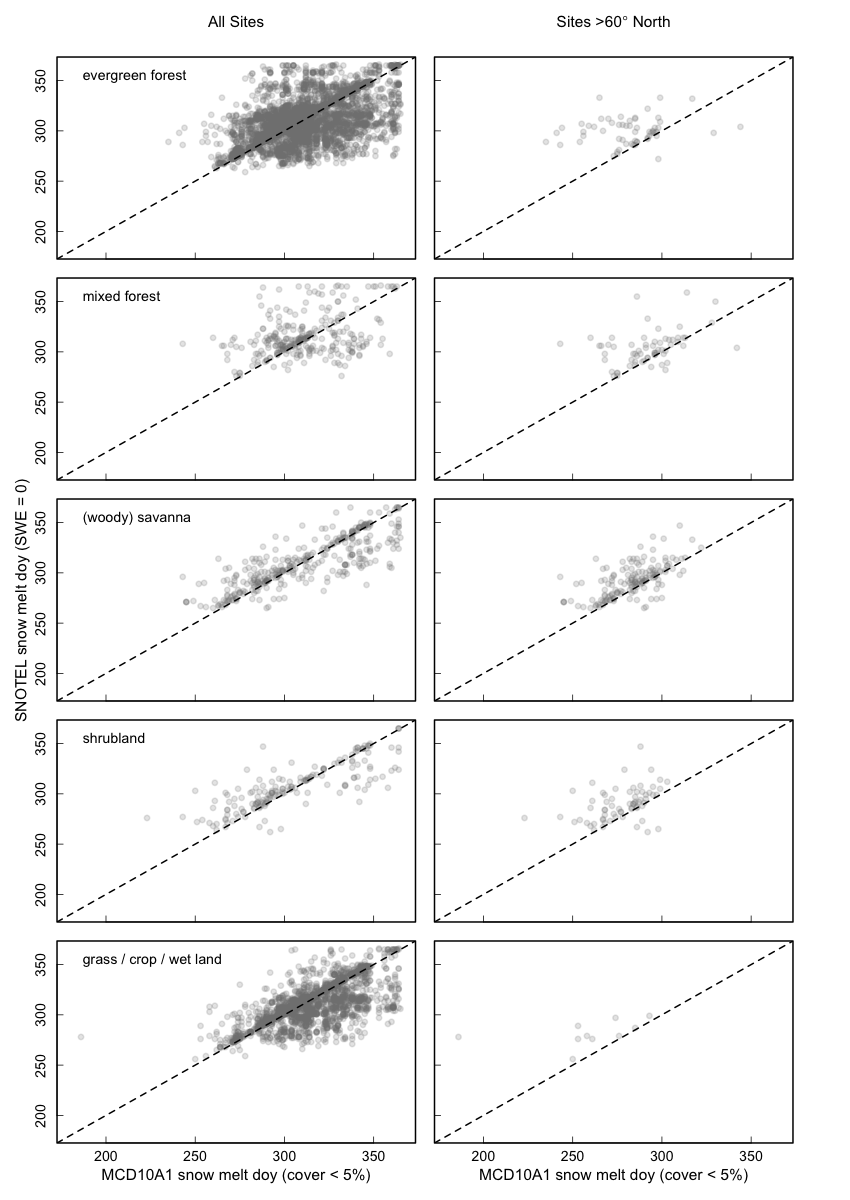 All Sites
Sites >60° North
evergreen forest
350
300
250
200
mixed forest
350
300
250
200
(woody) savanna
350
300
250
200
SNOTEL snow melt doy (SWE = 0)
shrubland
350
300
250
200
grass / crop / wet land
350
300
250
200
200 250 300 350
200 250 300 350
MCD10A1 snow melt doy (cover < 5%)
MCD10A1 snow melt doy (cover < 5%)